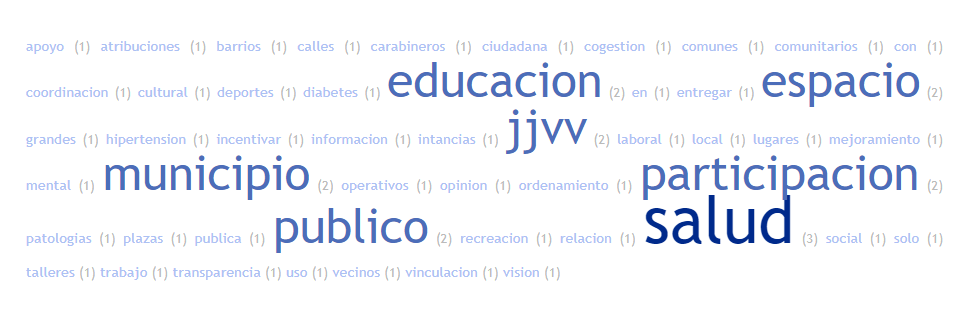 apoyo (1) atribuciones (1) barrios (1) calles (1) carabineros (1) ciudadana (1) cogestion (1) comunes (1) comunitarios (1) con (1)
coordinacion (1) cultural (1) deportes (1) diabetes (1) educacion (2) en (1) entregar (1) espacio (2)
grandes (1) hipertension (1) incentivar (1) informacion (1) intancias (1) jjvv (2) laboral (1) local (1) lugares (1) mejoramiento (1)
mental (1) municipio (2) operativos (1) opinion (1) ordenamiento (1) participacion (2)
patologias (1) plazas (1) publica (1) publico (2) recreacion (1) relacion (1) salud (3) social (1) solo (1)
talleres (1) trabajo (1) transparencia (1) uso (1) vecinos (1) vinculacion (1) vision (1)